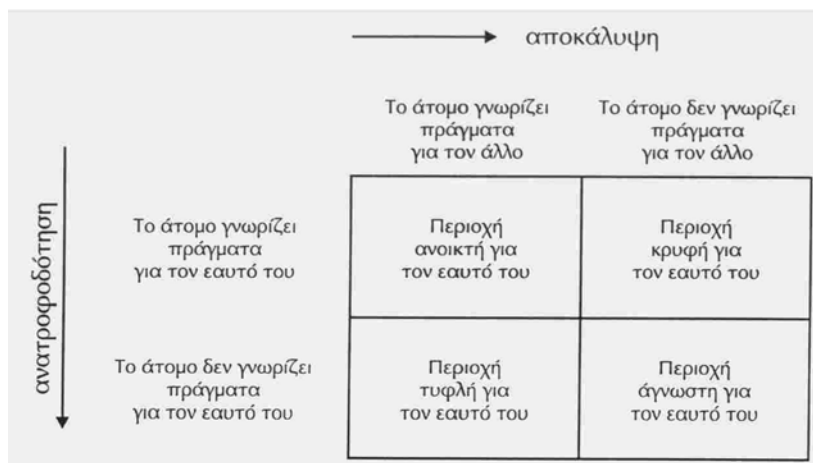 αποκάλυψη
Το άτομο γνωρίζει
πράγματα
για τον άλλο
Το άτομο δεν γνωρίζει
πράγματα
για τον άλλο
ανατροφοδότηση
Το άτομο γνωρίζει
πράγματα
για τον εαυτό του
Περιοχή
ανοικτή για
τον εαυτό του
Περιοχή
κρυφή για
τον εαυτό του
Το άτομο δεν γνωρίζει
πράγματα
για τον εαυτό του
Περιοχή
τυφλή για
τον εαυτό του
Περιοχή
άγνωστη για
τον εαυτό του